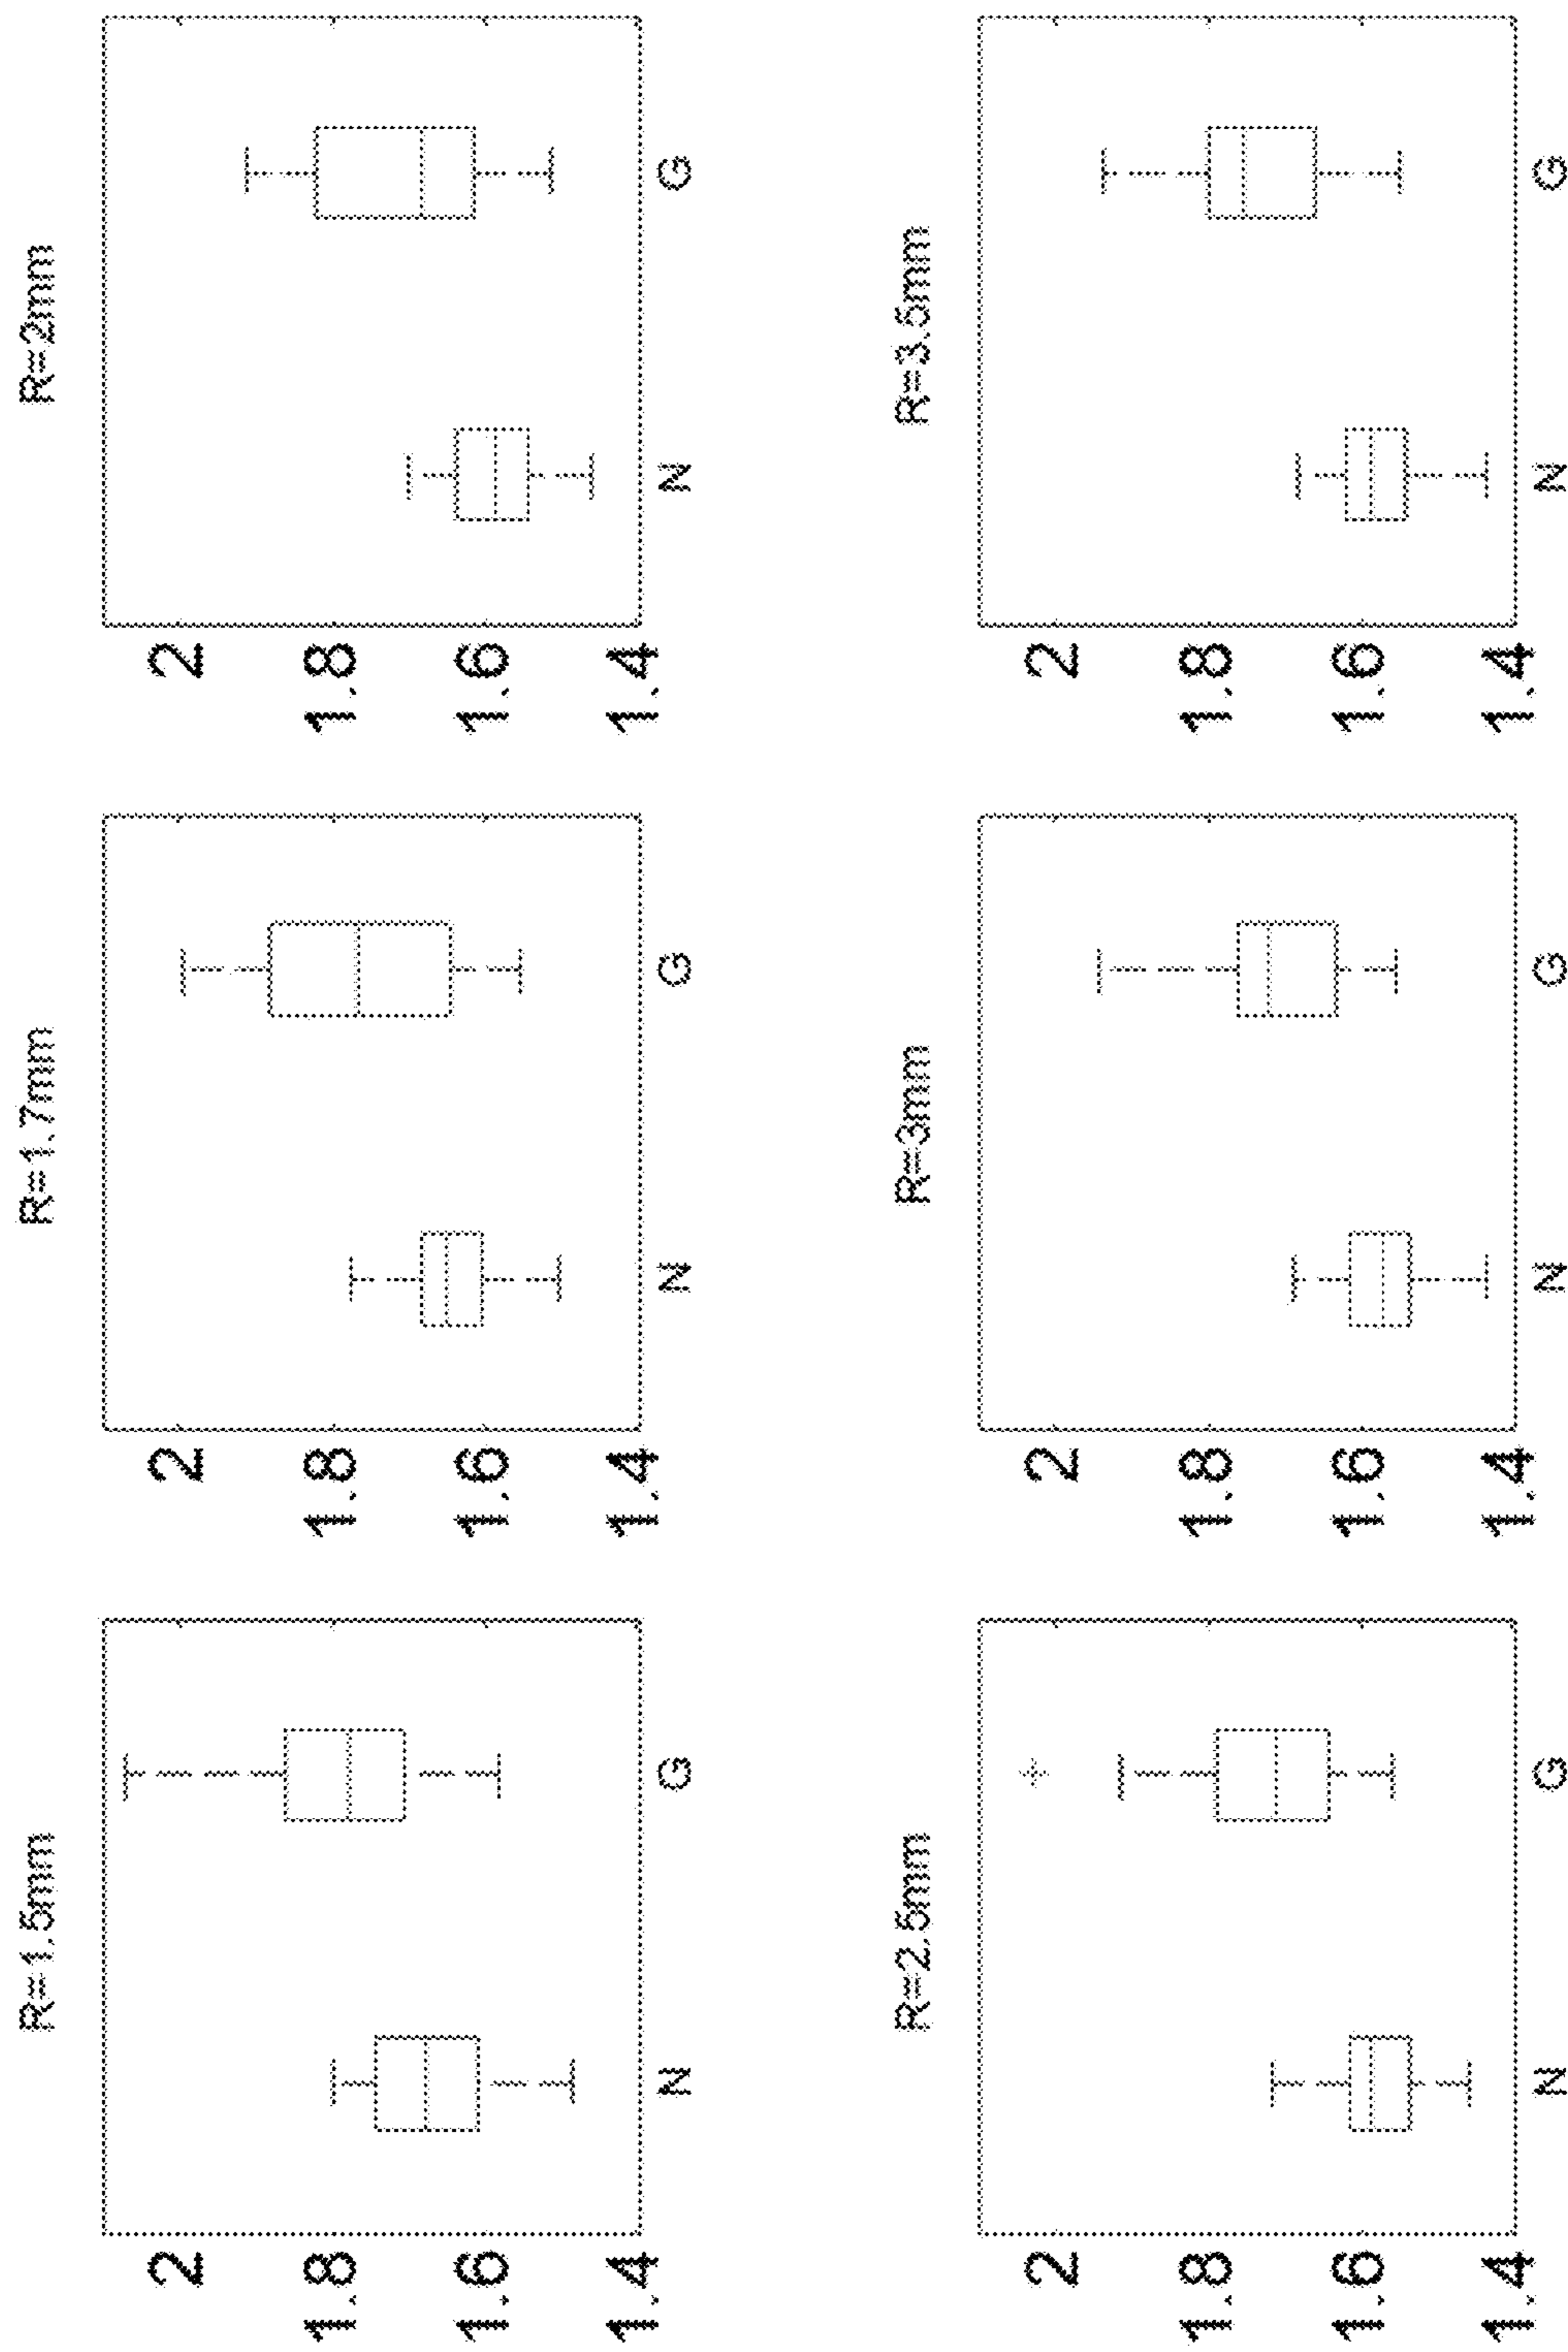 R=1.5mm R=1.7mm R=2mm
2 2 2
1.8 1.8 1.8
1.6 1.6 1.6
1.4 1.4 1.4
N G N G N G
R=2.5mm R=3mm R=3.5mm
2 2 2
1.8 1.8 1.8
1.6 1.6 1.6
1.4 1.4 1.4
N G N G N G